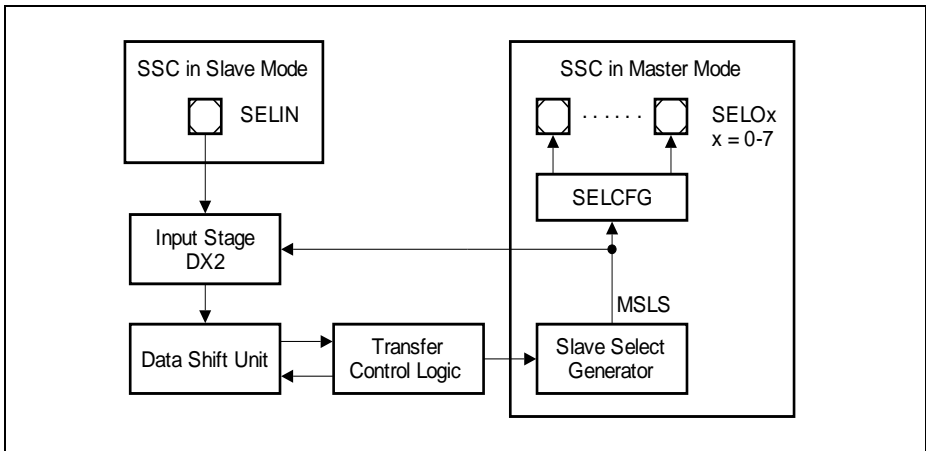 SSC in Slave Mode
SELIN
SSC in Master Mode
. . . . . .
SELOx
x = 0-7
SELCFG
Input Stage
DX2
MSLS
Data Shift Unit
Transfer
Control Logic
Slave Select
Generator